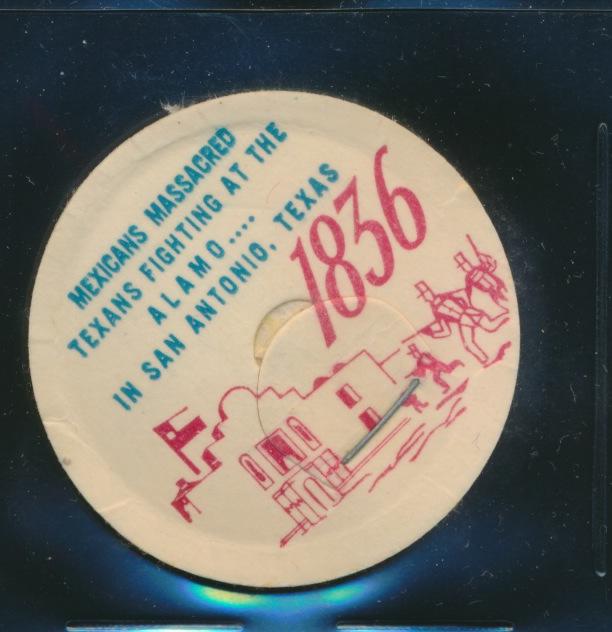 MEXICANS MASSACRED
TEXANS FIGHTING AT THE
ALAMO....
IN SAN ANTONIO, TEXAS
1836